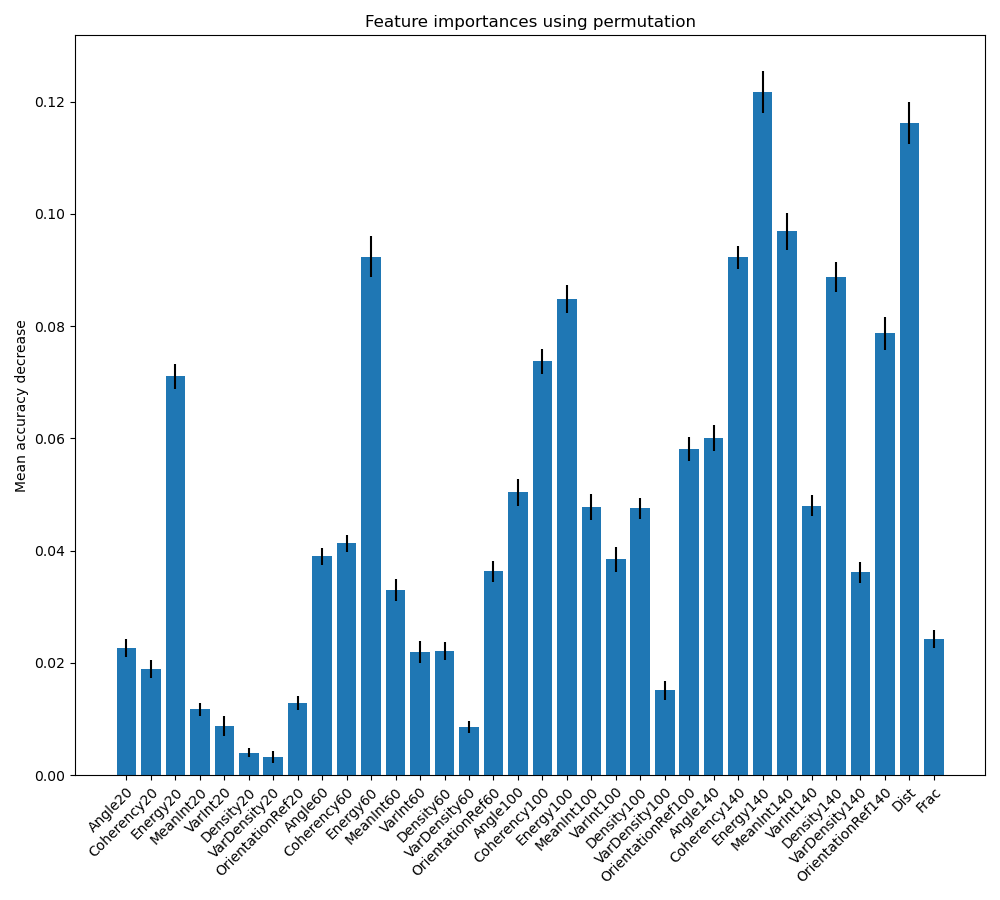 Feature importances using permutation
Mean accuracy decrease
0.12
0.10
0.08
0.06
0.04
0.02
0.00
Angle20
Coherency20
Energy20
MeanInt20
VarInt20
Density20
VarDensity20
OrientationRef20
Angle60
Coherency60
Energy60
MeanInt60
VarInt60
Density60
VarDensity60
OrientationRef60
Angle100
Coherency100
Energy100
MeanInt100
VarInt100
Density100
VarDensity100
OrientationRef100
Angle140
Coherency140
Energy140
MeanInt140
VarInt140
Density140
VarDensity140
OrientationRef140
Dist
Frac